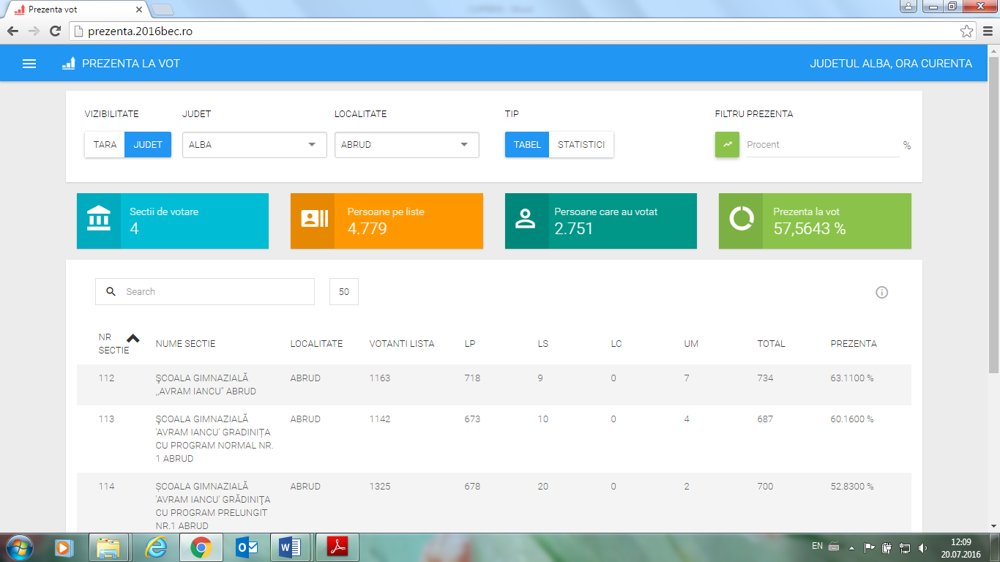 Prezenta vot
prezenta.2016bec.ro
PREZENTA LA VOT
JUDETUL ALBA, ORA CURENTA
VIZIBILITATE JUDET LOCALITATE TIP FILTRU PREZENTA
TARA JUDET ALBA ABRUD TABEL STATISTICI Procent %
Sectii de votare
4
Persoane pe liste
4.779
Persoane care au votat
2.751
Prezenta la vot
57,5643 %
Search 50
NR SECTIE NUME SECTIE LOCALITATE VOTANTI LISTA LP LS LC UM TOTAL PREZENTA
112 ŞCOALA GIMNAZIALĂ ABRUD 1163 718 9 0 7 734 63.1100 %
,,AVRAM IANCU" ABRUD
113 ŞCOALA GIMNAZIALĂ ABRUD 1142 673 10 0 4 687 60.1600 %
'AVRAM IANCU' GRADINIȚA
CU PROGRAM NORMAL NR.
1 ABRUD
114 ȘCOALA GIMNAZIALĂ ABRUD 1325 678 20 0 2 700 52.8300 %
'AVRAM IANCU' GRĂDINIŢA
CU PROGRAM PRELUNGIT
NR.1 ABRUD
EN
12:09
20.07.2016